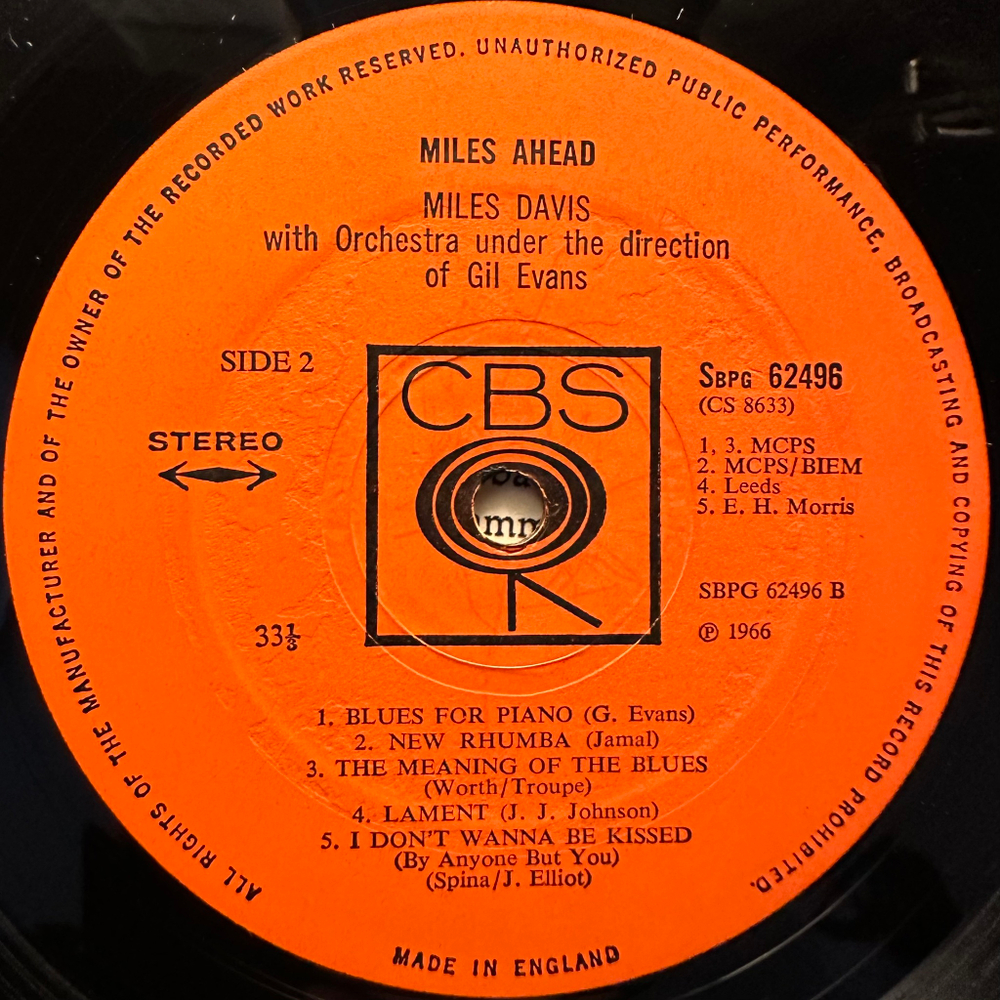 ALL RIGHTS OF THE MANUFACTURER AND OF THE OWNER OF THE RECORDED WORK RESERVED. UNAUTHORIZED PUBLIC PERFORMANCE, BROADCASTING AND COPYING OF THIS RECORD PROHIBITED.
MILES AHEAD
MILES DAVIS
with Orchestra under the direction
of Gil Evans
SIDE 2
STEREO
33⅓
CBS
SBPG 62496
(CS 8633)
1, 3. MCPS
2. MCPS/BIEM
4. Leeds
5. E. H. Morris
SBPG 62496 B
℗ 1966
1. BLUES FOR PIANO (G. Evans)
2. NEW RHUMBA (Jamal)
3. THE MEANING OF THE BLUES
(Worth/Troupe)
4. LAMENT (J. J. Johnson)
5. I DON'T WANNA BE KISSED
(By Anyone But You)
(Spina/J. Elliot)
MADE IN ENGLAND